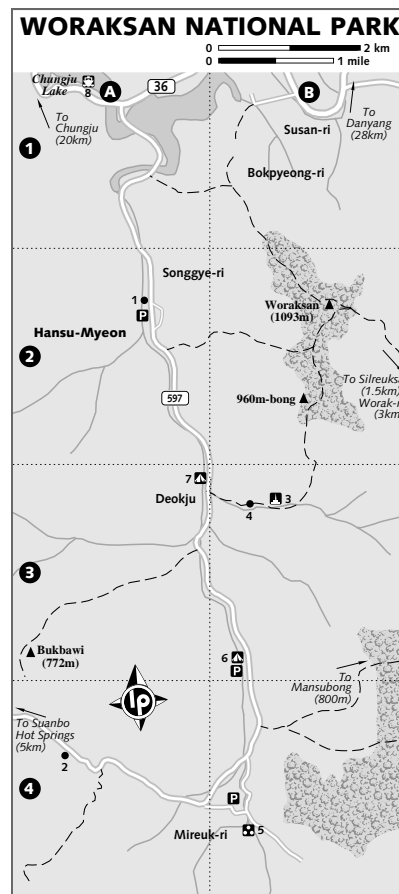 WORAKSAN NATIONAL PARK
0 2 km
0 1 mile
Chungju
Lake
8
A
36
B
To
Chungju
(20km)
To
Danyang
(28km)
Susan-ri
1
Bokpyeong-ri
Songgye-ri
1
P
Woraksan
(1093m)
Hansu-Myeon
2
To Silreuksa
(1.5km)
(3km)
960m-bong
597
7
Deokju
3
4
3
Bukbawi
(772m)
6
P
To
Mansubong
(800m)
lp
To Suanbo
Hot Springs
(5km)
2
4
P
Mireuk-ri
5